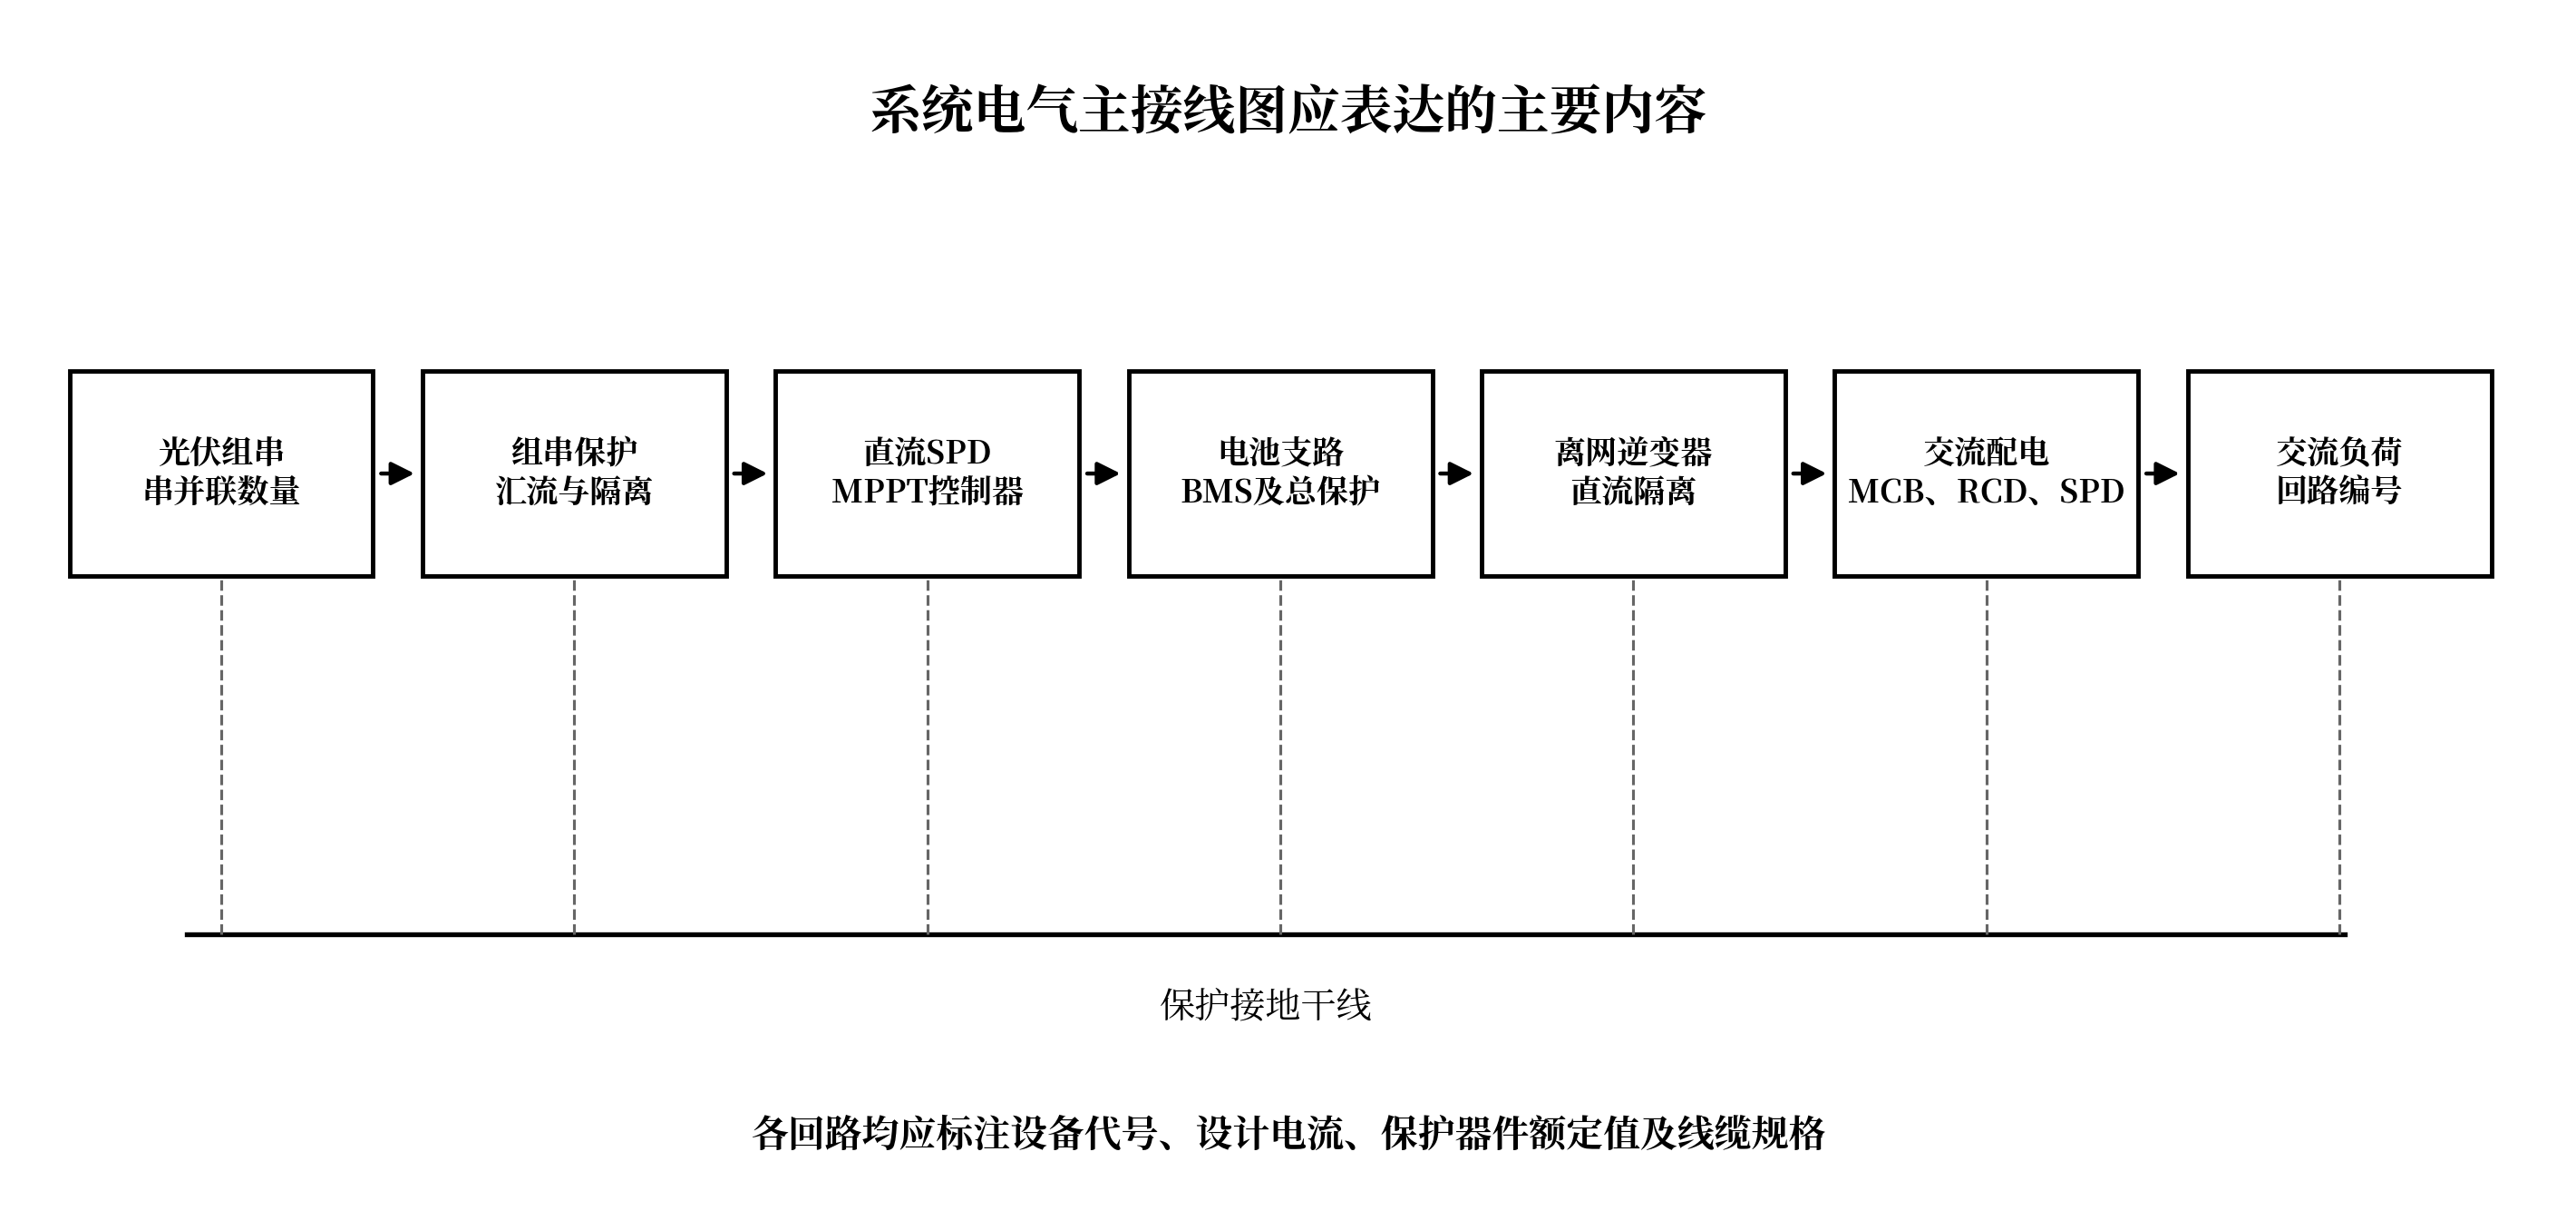 系统电气主接线图应表达的主要内容
光伏组串
串并联数量
组串保护
汇流与隔离
直流SPD
MPPT控制器
电池支路
BMS及总保护
离网逆变器
直流隔离
交流配电
MCB、RCD、SPD
交流负荷
回路编号
保护接地干线
各回路均应标注设备代号、设计电流、保护器件额定值及线缆规格